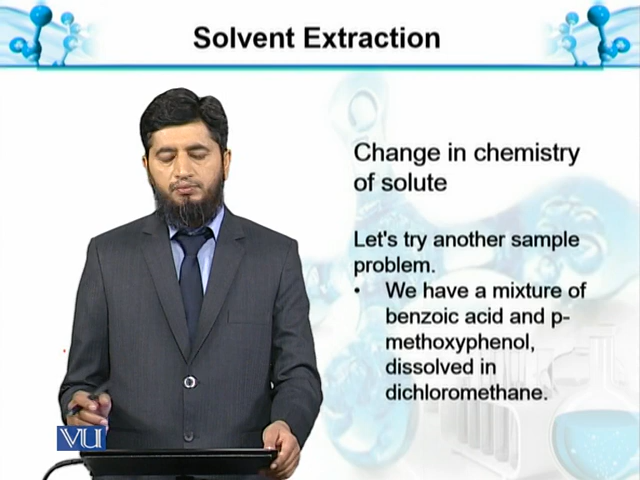 Solvent Extraction
Change in chemistry
of solute
Let's try another sample
problem.
• We have a mixture of
benzoic acid and p-
methoxyphenol,
dissolved in
dichloromethane.
VU